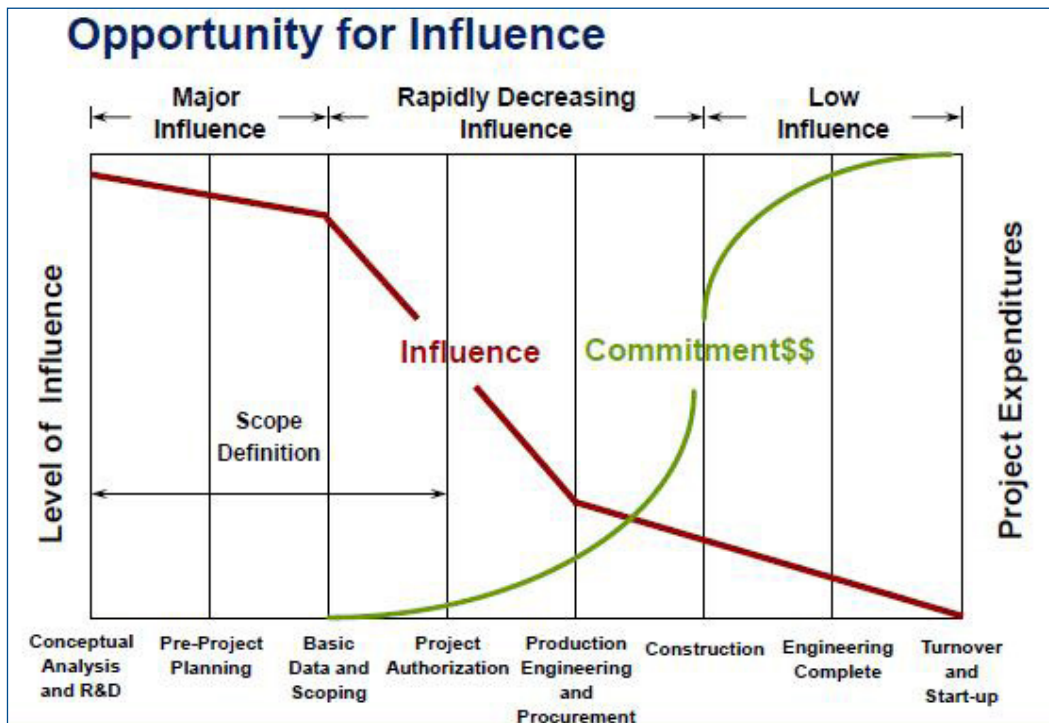 Opportunity for Influence
Major
Influence
Rapidly Decreasing
Influence
Low
Influence
Level of Influence
Influence
Commitment$$
Scope
Definition
Project Expenditures
Conceptual
Analysis
and R&D
Pre-Project
Planning
Basic
Data and
Scoping
Project
Authorization
Production
Engineering
and
Procurement
Construction
Engineering
Complete
Turnover
and
Start-up